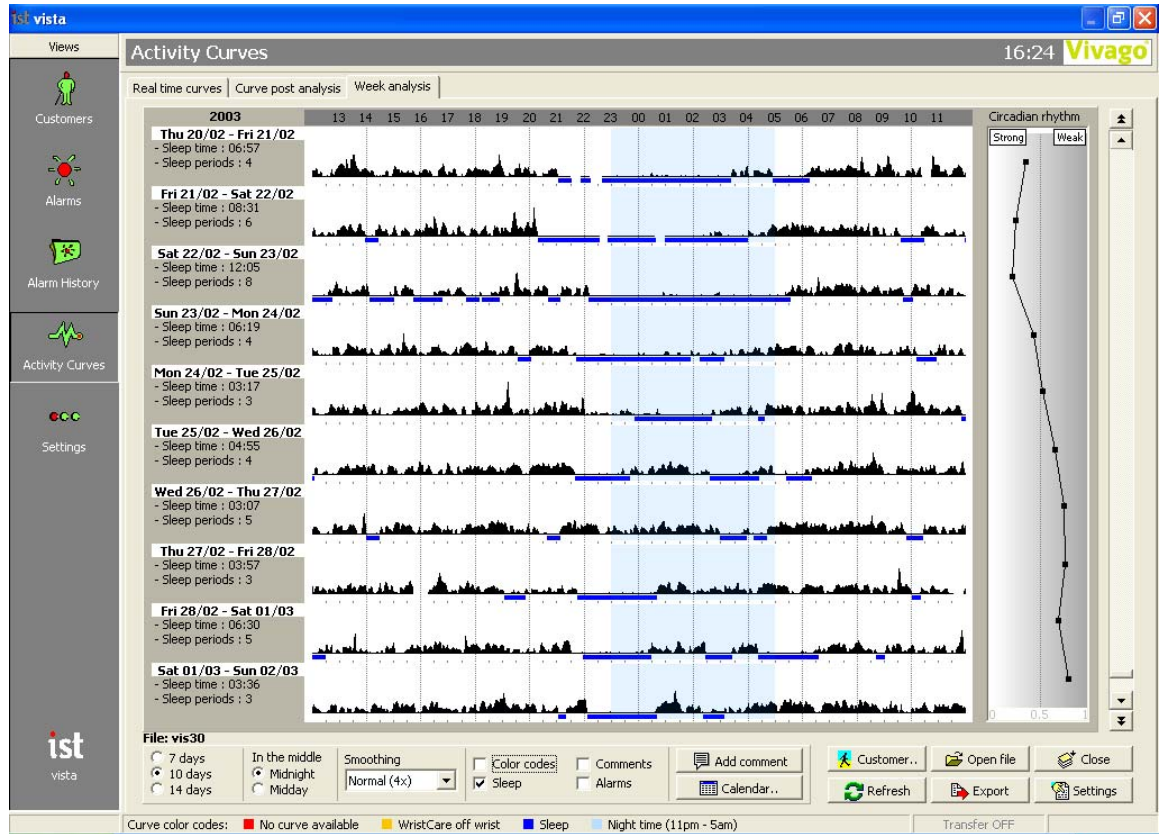 ist vista
Views
Activity Curves
16:24 Vivago
Customers
Alarms
Alarm History
Activity Curves
Settings
ist
vista
Real time curves Curve post analysis Week analysis
2003 13 14 15 16 17 18 19 20 21 22 23 00 01 02 03 04 05 06 07 08 09 10 11 Circadian rhythm
Strong Weak
Thu 20/02 - Fri 21/02
- Sleep time : 06:57
- Sleep periods : 4
Fri 21/02 - Sat 22/02
- Sleep time : 08:31
- Sleep periods : 6
Sat 22/02 - Sun 23/02
- Sleep time : 12:05
- Sleep periods : 8
Sun 23/02 - Mon 24/02
- Sleep time : 06:19
- Sleep periods : 4
Mon 24/02 - Tue 25/02
- Sleep time : 03:17
- Sleep periods : 3
Tue 25/02 - Wed 26/02
- Sleep time : 04:55
- Sleep periods : 4
Wed 26/02 - Thu 27/02
- Sleep time : 03:07
- Sleep periods : 5
Thu 27/02 - Fri 28/02
- Sleep time : 03:57
- Sleep periods : 3
Fri 28/02 - Sat 01/03
- Sleep time : 06:30
- Sleep periods : 5
Sat 01/03 - Sun 02/03
- Sleep time : 03:36
- Sleep periods : 3
0 0.5 1
File: vis30
7 days
10 days
14 days
In the middle
Midnight
Midday
Smoothing
Normal (4x)
Color codes
Sleep
Comments
Alarms
Add comment
Calendar..
Customer.. Open file Close
Refresh Export Settings
Curve color codes: No curve available WristCare off wrist Sleep Night time (11pm - 5am) Transfer OFF